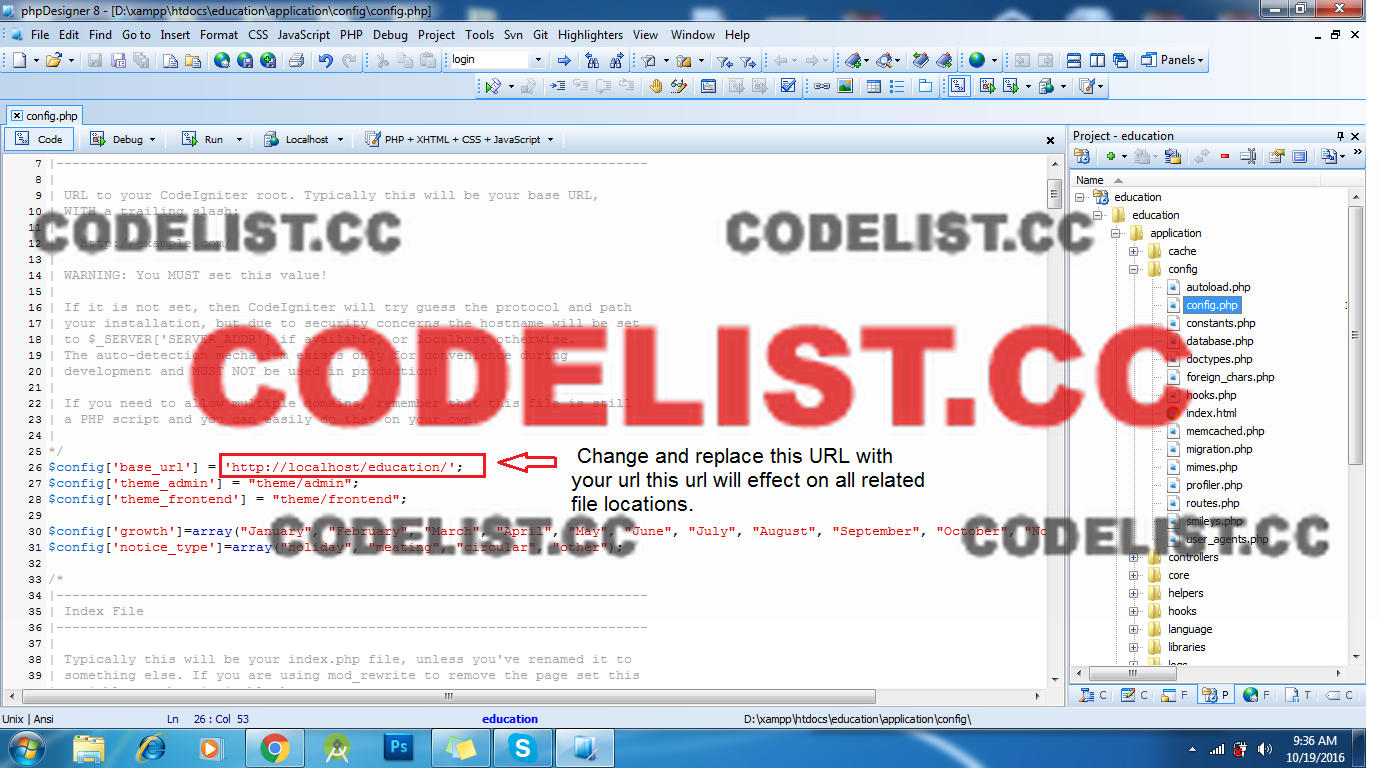 phpDesigner 8 - [D:\xampp\htdocs\education\application\config\config.php]
File Edit Find Go to Insert Format CSS JavaScript PHP Debug Project Tools Svn Git Highlighters View Window Help
login
Panels
config.php
Code Debug Run Localhost PHP + XHTML + CSS + JavaScript
7 |--------------------------------------------------------------------------
8 |
9 | URL to your CodeIgniter root. Typically this will be your base URL,
10 | WITH a trailing slash:
11 |
12 | http://example.com/
13 |
14 | WARNING: You MUST set this value!
15 |
16 | If it is not set, then CodeIgniter will try guess the protocol and path
17 | your installation, but due to security concerns the hostname will be set
18 | to $_SERVER['SERVER_ADDR'] if available, or localhost otherwise.
19 | The auto-detection mechanism exists only for convenience during
20 | development and MUST NOT be used in production!
21 |
22 | If you need to allow multiple domains, remember that this file is still
23 | a PHP script and you can easily do that on your own.
24 |
25 */
26 $config['base_url'] = 'http://localhost/education/';
27 $config['theme_admin'] = "theme/admin";
28 $config['theme_frontend'] = "theme/frontend";
29
30 $config['growth']=array("January", "February", "March", "April", "May", "June", "July", "August", "September", "October", "No
31 $config['notice_type']=array("holiday", "meating", "circular", "other");
32
33 /*
34 |--------------------------------------------------------------------------
35 | Index File
36 |--------------------------------------------------------------------------
37 |
38 | Typically this will be your index.php file, unless you've renamed it to
39 | something else. If you are using mod_rewrite to remove the page set this
Change and replace this URL with
your url this url will effect on all related
file locations.
CODELIST.CC
CODELIST.CC
CODELIST.CC
CODELIST.CC
CODELIST.CC
Project - education
Name
education
education
application
cache
config
autoload.php
config.php
constants.php
database.php
doctypes.php
foreign_chars.php
hooks.php
index.html
memcached.php
migration.php
mimes.php
profiler.php
routes.php
smileys.php
user_agents.php
controllers
core
helpers
hooks
language
libraries
logs
C C F P F T C
Unix | Ansi Ln 26 : Col 53 education D:\xampp\htdocs\education\application\config\
Ps
9:36 AM
10/19/2016